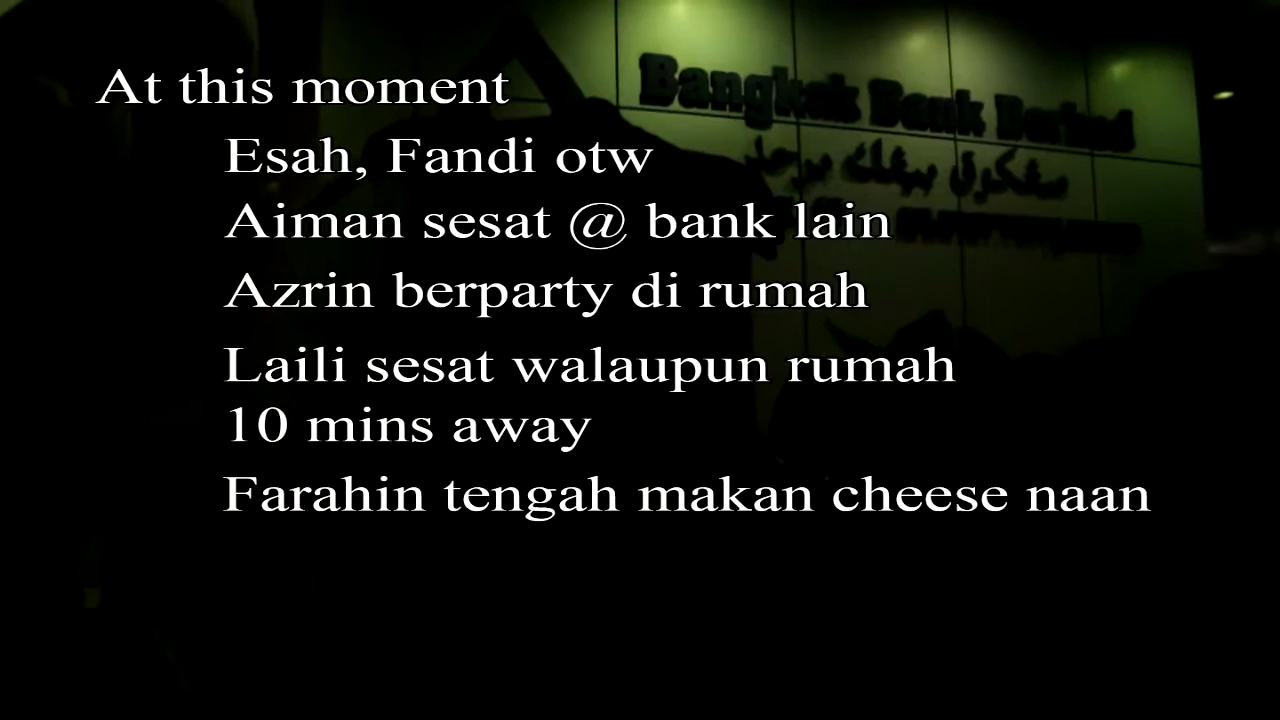 At this moment
Esah, Fandi otw
Aiman sesat @ bank lain
Azrin berparty di rumah
Laili sesat walaupun rumah
10 mins away
Farahin tengah makan cheese naan
Bangkok Bank Berhad